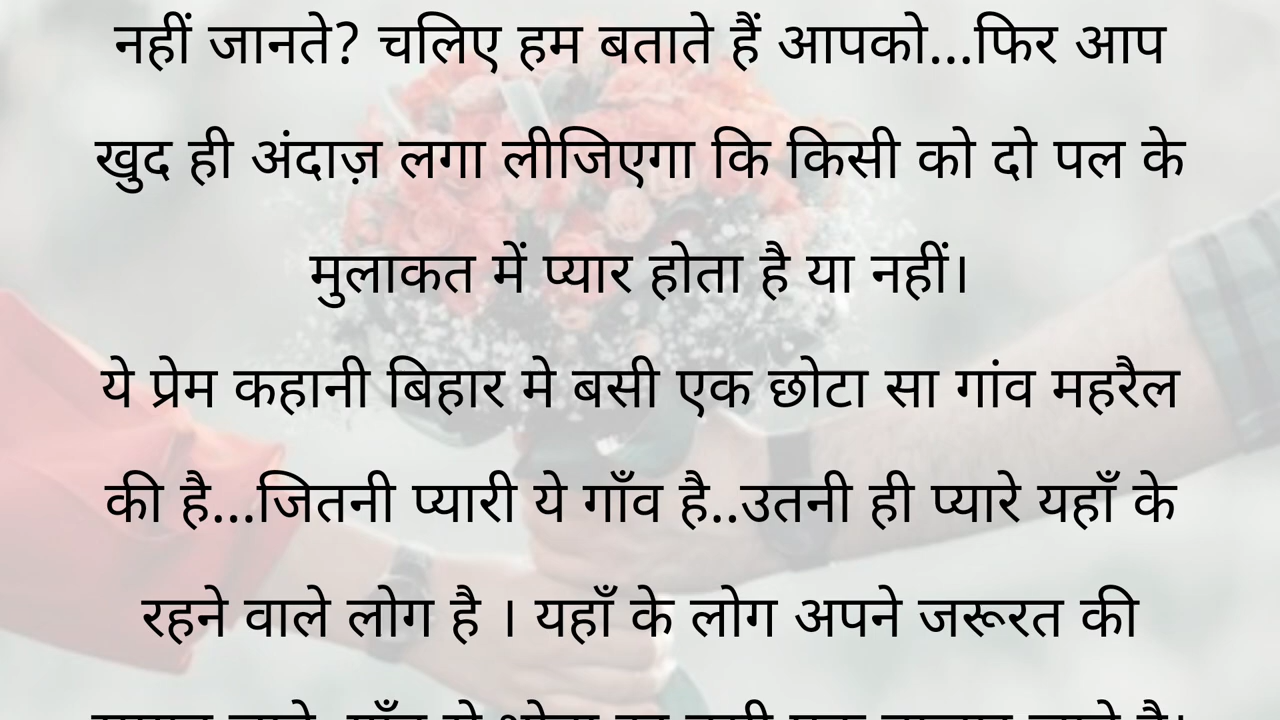 नहीं जानते? चलिए हम बताते हैं आपको...फिर आप
खुद ही अंदाज़ लगा लीजिएगा कि किसी को दो पल के
मुलाकत में प्यार होता है या नहीं।
ये प्रेम कहानी बिहार मे बसी एक छोटा सा गांव महरैल
की है...जितनी प्यारी ये गाँव है..उतनी ही प्यारे यहाँ के
रहने वाले लोग है । यहाँ के लोग अपने जरूरत की